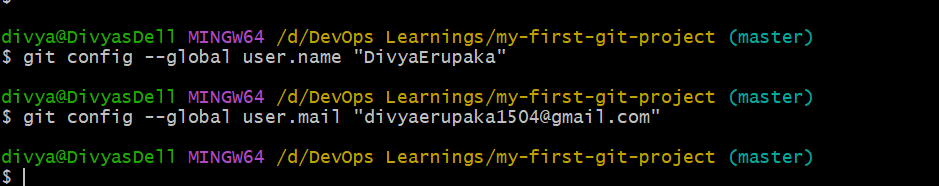 divya@DivyasDell MINGW64 /d/DevOps Learnings/my-first-git-project (master)
$ git config --global user.name "DivyaErupaka"
divya@DivyasDell MINGW64 /d/DevOps Learnings/my-first-git-project (master)
$ git config --global user.mail "divyaerupaka1504@gmail.com"
divya@DivyasDell MINGW64 /d/DevOps Learnings/my-first-git-project (master)
$